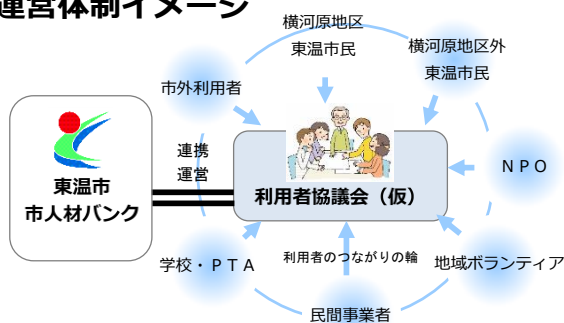 運営体制イメージ
横河原地区
東温市民
横河原地区外
東温市民
市外利用者
連携
運営
東温市
市人材バンク
利用者協議会（仮）
ＮＰＯ
学校・ＰＴＡ
利用者のつながりの輪
地域ボランティア
民間事業者